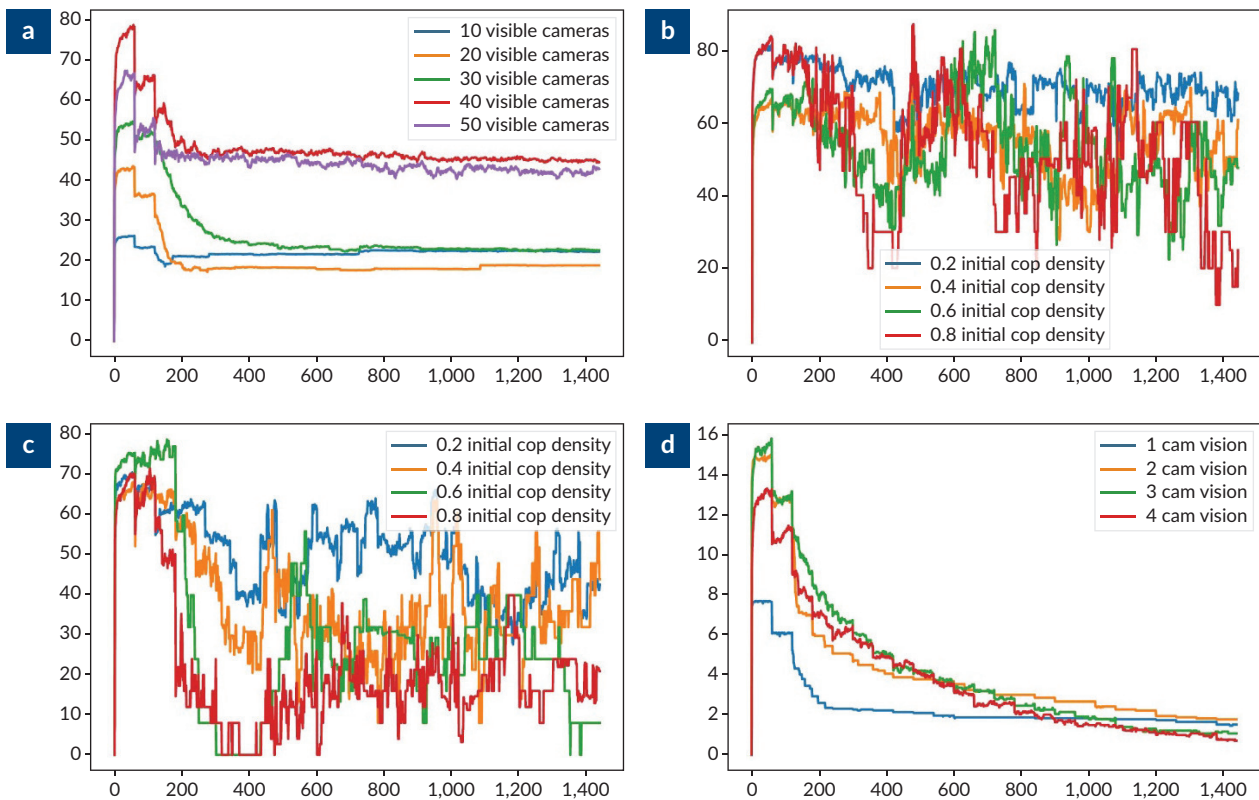 a
80
70
60
50
40
30
20
10
0
10 visible cameras
20 visible cameras
30 visible cameras
40 visible cameras
50 visible cameras
0 200 400 600 800 1,000 1,200 1,400
b
80
60
40
20
0
0.2 initial cop density
0.4 initial cop density
0.6 initial cop density
0.8 initial cop density
0 200 400 600 800 1,000 1,200 1,400
c
80
70
60
50
40
30
20
10
0
0.2 initial cop density
0.4 initial cop density
0.6 initial cop density
0.8 initial cop density
0 200 400 600 800 1,000 1,200 1,400
d
16
14
12
10
8
6
4
2
0
1 cam vision
2 cam vision
3 cam vision
4 cam vision
0 200 400 600 800 1,000 1,200 1,400